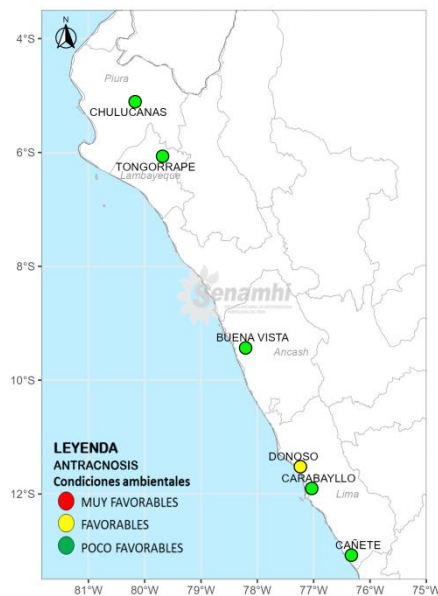 4°S
N
Piura
CHULUCANAS
6°S
TONGORRAPE
Lambayeque
8°S
Senamhi
BUENA VISTA
Ancash
10°S
LEYENDA
ANTRACNOSIS
Condiciones ambientales
MUY FAVORABLES
FAVORABLES
POCO FAVORABLES
DONOSO
CARABAYLLO
Lima
12°S
CAÑETE
81°W 80°W 79°W 78°W 77°W 76°W 75°W